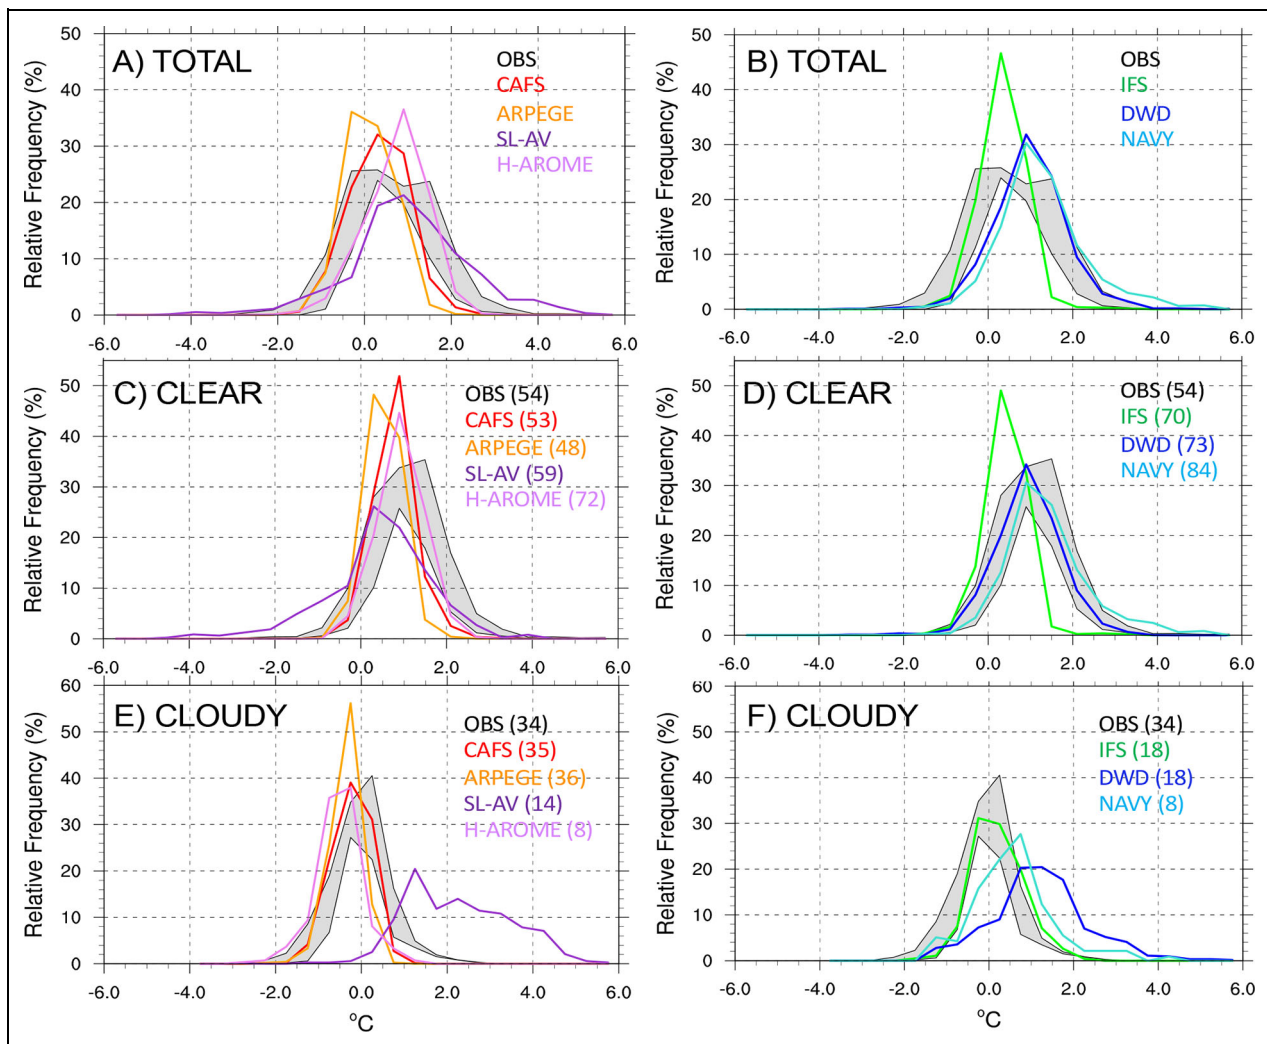 A) TOTAL
OBS
CAFS
ARPEGE
SL-AV
H-AROME
Relative Frequency (%)
50
40
30
20
10
0
-6.0 -4.0 -2.0 0.0 2.0 4.0 6.0
B) TOTAL
OBS
IFS
DWD
NAVY
Relative Frequency (%)
50
40
30
20
10
0
-6.0 -4.0 -2.0 0.0 2.0 4.0 6.0
C) CLEAR
OBS (54)
CAFS (53)
ARPEGE (48)
SL-AV (59)
H-AROME (72)
Relative Frequency (%)
50
40
30
20
10
0
-6.0 -4.0 -2.0 0.0 2.0 4.0 6.0
D) CLEAR
OBS (54)
IFS (70)
DWD (73)
NAVY (84)
Relative Frequency (%)
50
40
30
20
10
0
-6.0 -4.0 -2.0 0.0 2.0 4.0 6.0
E) CLOUDY
OBS (34)
CAFS (35)
ARPEGE (36)
SL-AV (14)
H-AROME (8)
Relative Frequency (%)
60
50
40
30
20
10
0
-6.0 -4.0 -2.0 0.0 2.0 4.0 6.0
°C
F) CLOUDY
OBS (34)
IFS (18)
DWD (18)
NAVY (8)
Relative Frequency (%)
60
50
40
30
20
10
0
-6.0 -4.0 -2.0 0.0 2.0 4.0 6.0
°C